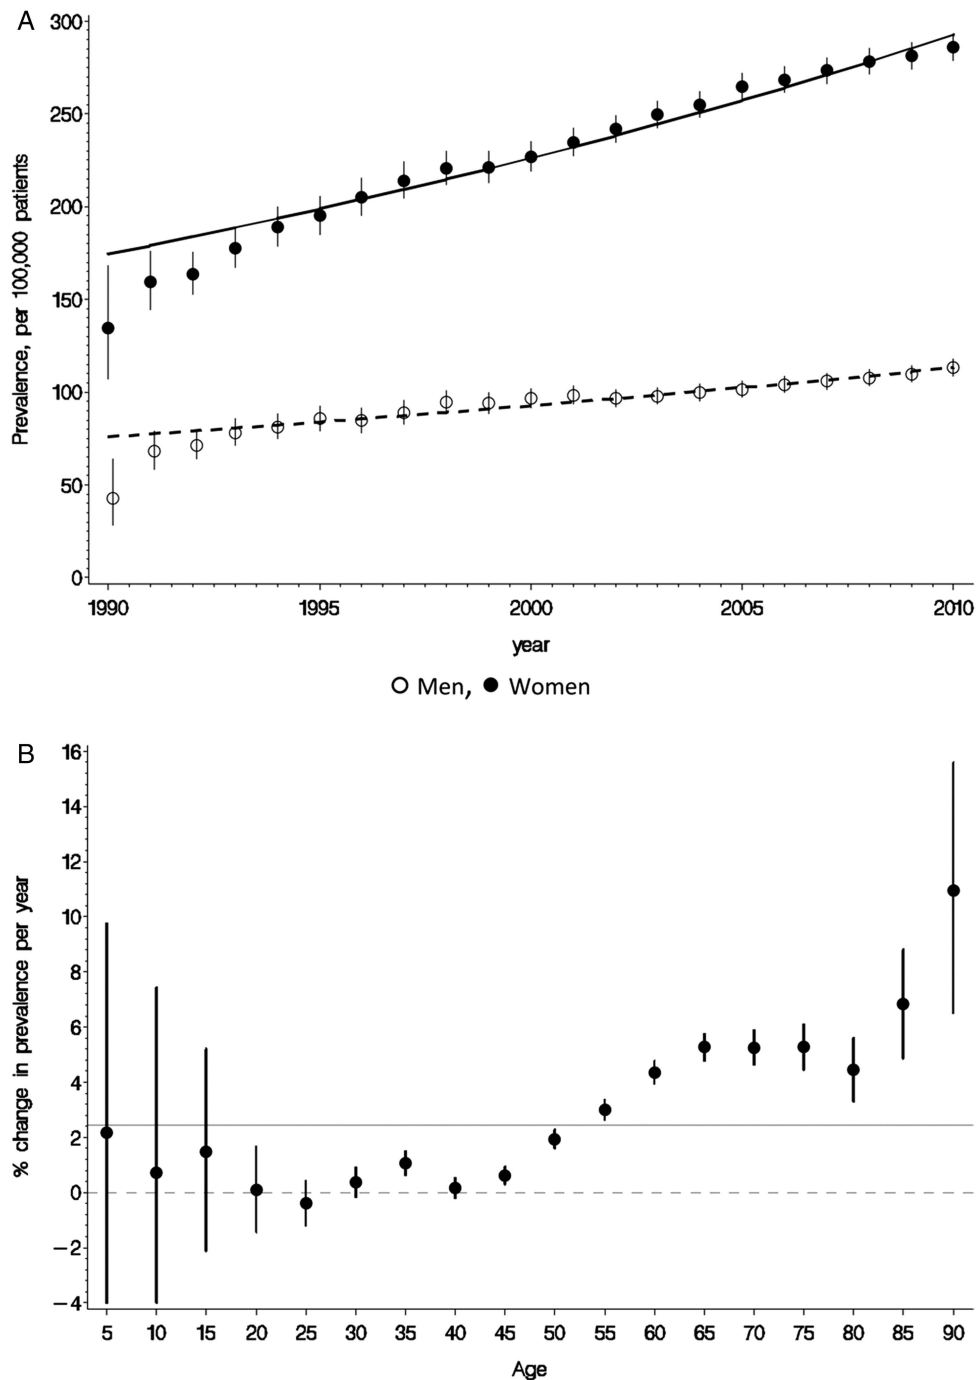 A
Prevalence, per 100,000 patients
300
250
200
150
100
50
0
1990 1995 2000 2005 2010
year
Men, Women
B
% change in prevalence per year
16
14
12
10
8
6
4
2
0
−2
−4
5 10 15 20 25 30 35 40 45 50 55 60 65 70 75 80 85 90
Age